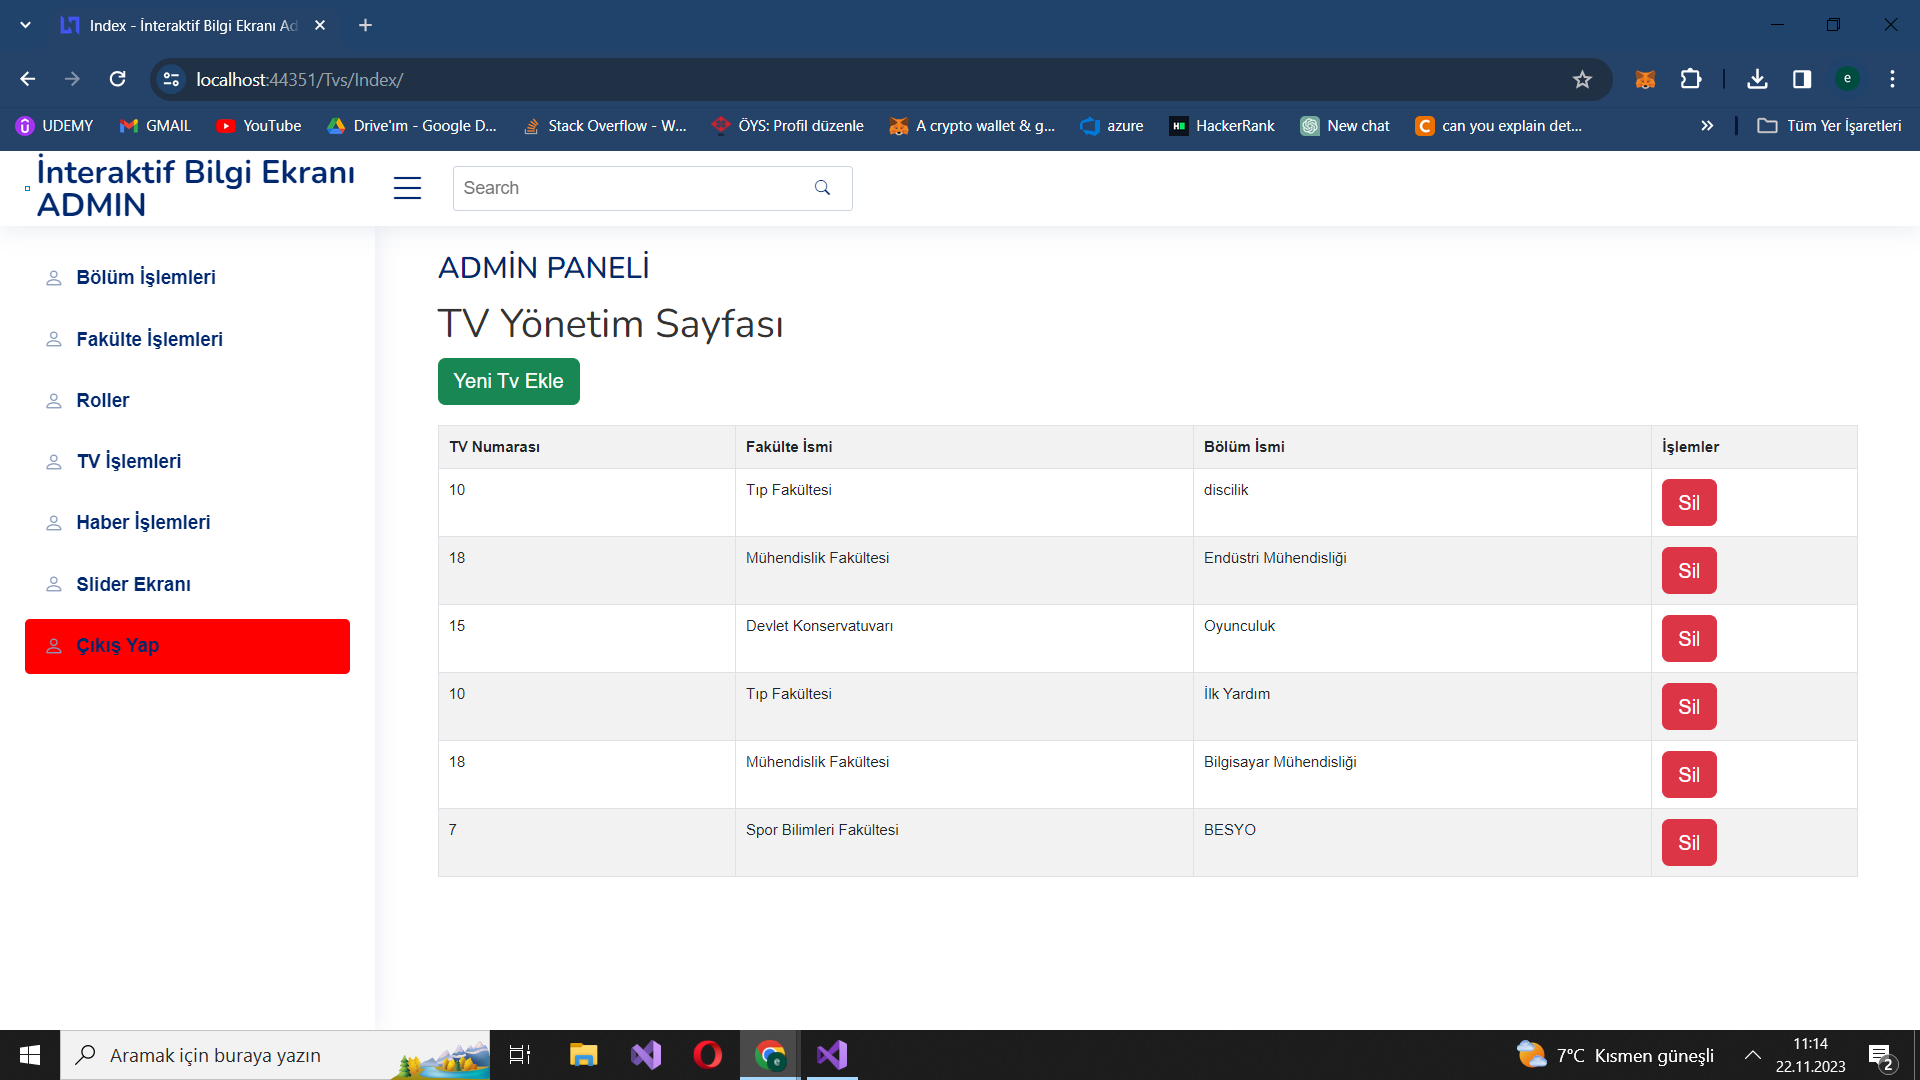 Index - İnteraktif Bilgi Ekranı Ad
localhost:44351/Tvs/Index/
e
UDEMY
GMAIL
YouTube
Drive'ım - Google D...
Stack Overflow - W...
ÖYS: Profil düzenle
A crypto wallet & g...
azure
HackerRank
New chat
can you explain det...
Tüm Yer İşaretleri
İnteraktif Bilgi Ekranı
ADMIN
Search
Bölüm İşlemleri
Fakülte İşlemleri
Roller
TV İşlemleri
Haber İşlemleri
Slider Ekranı
Çıkış Yap
ADMİN PANELİ
TV Yönetim Sayfası
Yeni Tv Ekle
TV Numarası Fakülte İsmi Bölüm İsmi İşlemler
10 Tıp Fakültesi discilik Sil
18 Mühendislik Fakültesi Endüstri Mühendisliği Sil
15 Devlet Konservatuvarı Oyunculuk Sil
10 Tıp Fakültesi İlk Yardım Sil
18 Mühendislik Fakültesi Bilgisayar Mühendisliği Sil
7 Spor Bilimleri Fakültesi BESYO Sil
Aramak için buraya yazın
7°C Kısmen güneşli
11:14
22.11.2023
2